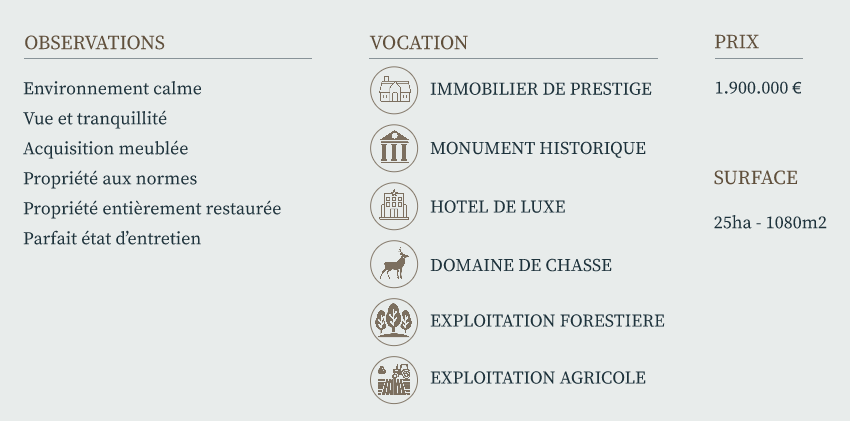 OBSERVATIONS
Environnement calme
Vue et tranquillité
Acquisition meublée
Propriété aux normes
Propriété entièrement restaurée
Parfait état d’entretien
VOCATION
IMMOBILIER DE PRESTIGE
MONUMENT HISTORIQUE
HOTEL DE LUXE
DOMAINE DE CHASSE
EXPLOITATION FORESTIERE
EXPLOITATION AGRICOLE
PRIX
1.900.000 €
SURFACE
25ha - 1080m2